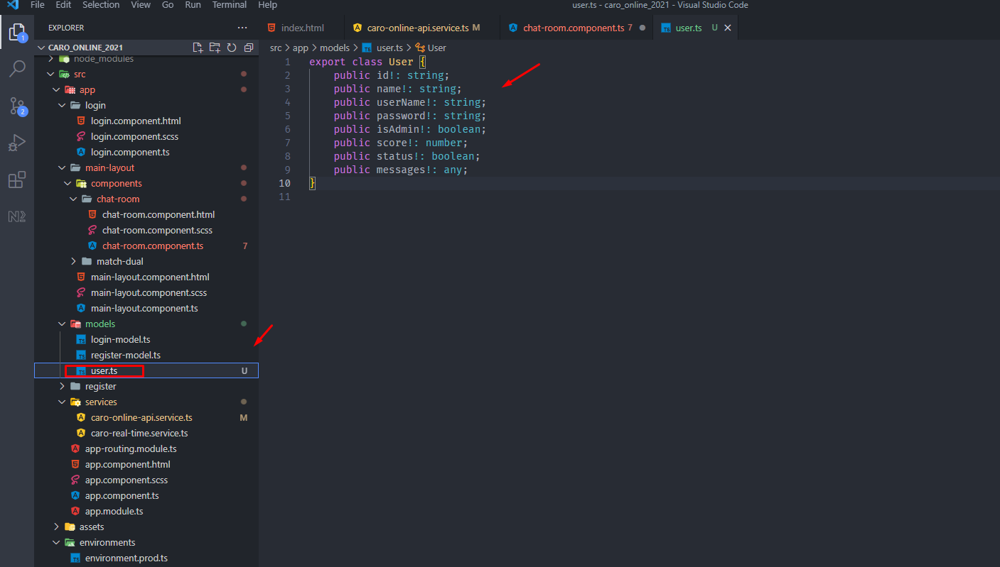 File Edit Selection View Go Run Terminal Help
user.ts - caro_online_2021 - Visual Studio Code
EXPLORER
index.html
caro-online-api.service.ts M
chat-room.component.ts 7
user.ts U
CARO_ONLINE_2021
src > app > models > user.ts > User
1
node_modules
src
app
login
login.component.html
login.component.scss
login.component.ts
main-layout
components
chat-room
chat-room.component.html
chat-room.component.scss
chat-room.component.ts 7
match-dual
main-layout.component.html
main-layout.component.scss
main-layout.component.ts
models
login-model.ts
register-model.ts
user.ts U
register
services
caro-online-api.service.ts M
caro-real-time.service.ts
app-routing.module.ts
app.component.html
app.component.scss
app.component.ts
app.module.ts
assets
environments
environment.prod.ts
2
1 export class User {
2 public id!: string;
3 public name!: string;
4 public userName!: string;
5 public password!: string;
6 public isAdmin!: boolean;
7 public score!: number;
8 public status!: boolean;
9 public messages!: any;
10 }
11